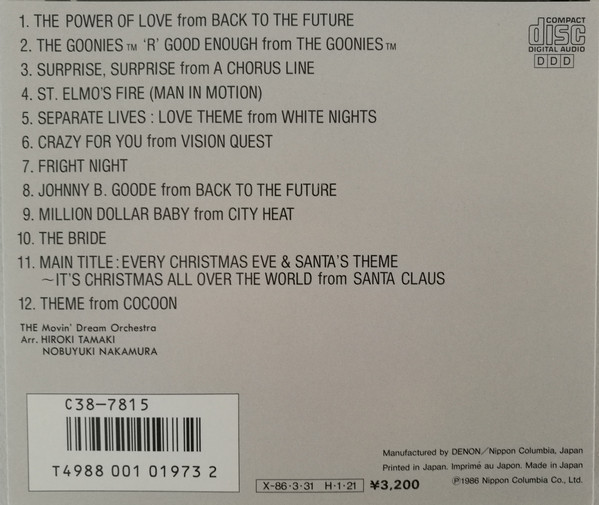 1. THE POWER OF LOVE from BACK TO THE FUTURE
2. THE GOONIES™ 'R' GOOD ENOUGH from THE GOONIES™
3. SURPRISE, SURPRISE from A CHORUS LINE
4. ST. ELMO'S FIRE (MAN IN MOTION)
5. SEPARATE LIVES : LOVE THEME from WHITE NIGHTS
6. CRAZY FOR YOU from VISION QUEST
7. FRIGHT NIGHT
8. JOHNNY B. GOODE from BACK TO THE FUTURE
9. MILLION DOLLAR BABY from CITY HEAT
10. THE BRIDE
11. MAIN TITLE:EVERY CHRISTMAS EVE & SANTA'S THEME
~IT'S CHRISTMAS ALL OVER THE WORLD from SANTA CLAUS
12. THEME from COCOON
COMPACT
disc
DIGITAL AUDIO
DDD
THE Movin' Dream Orchestra
Arr. HIROKI TAMAKI
NOBUYUKI NAKAMURA
C38-7815
T4988 001 01973 2
X-86·3·31 H·1·21 ¥3,200
Manufactured by DENON/Nippon Columbia, Japan
Printed in Japan. Imprimé au Japon. Made in Japan
℗1986 Nippon Columbia Co., Ltd.